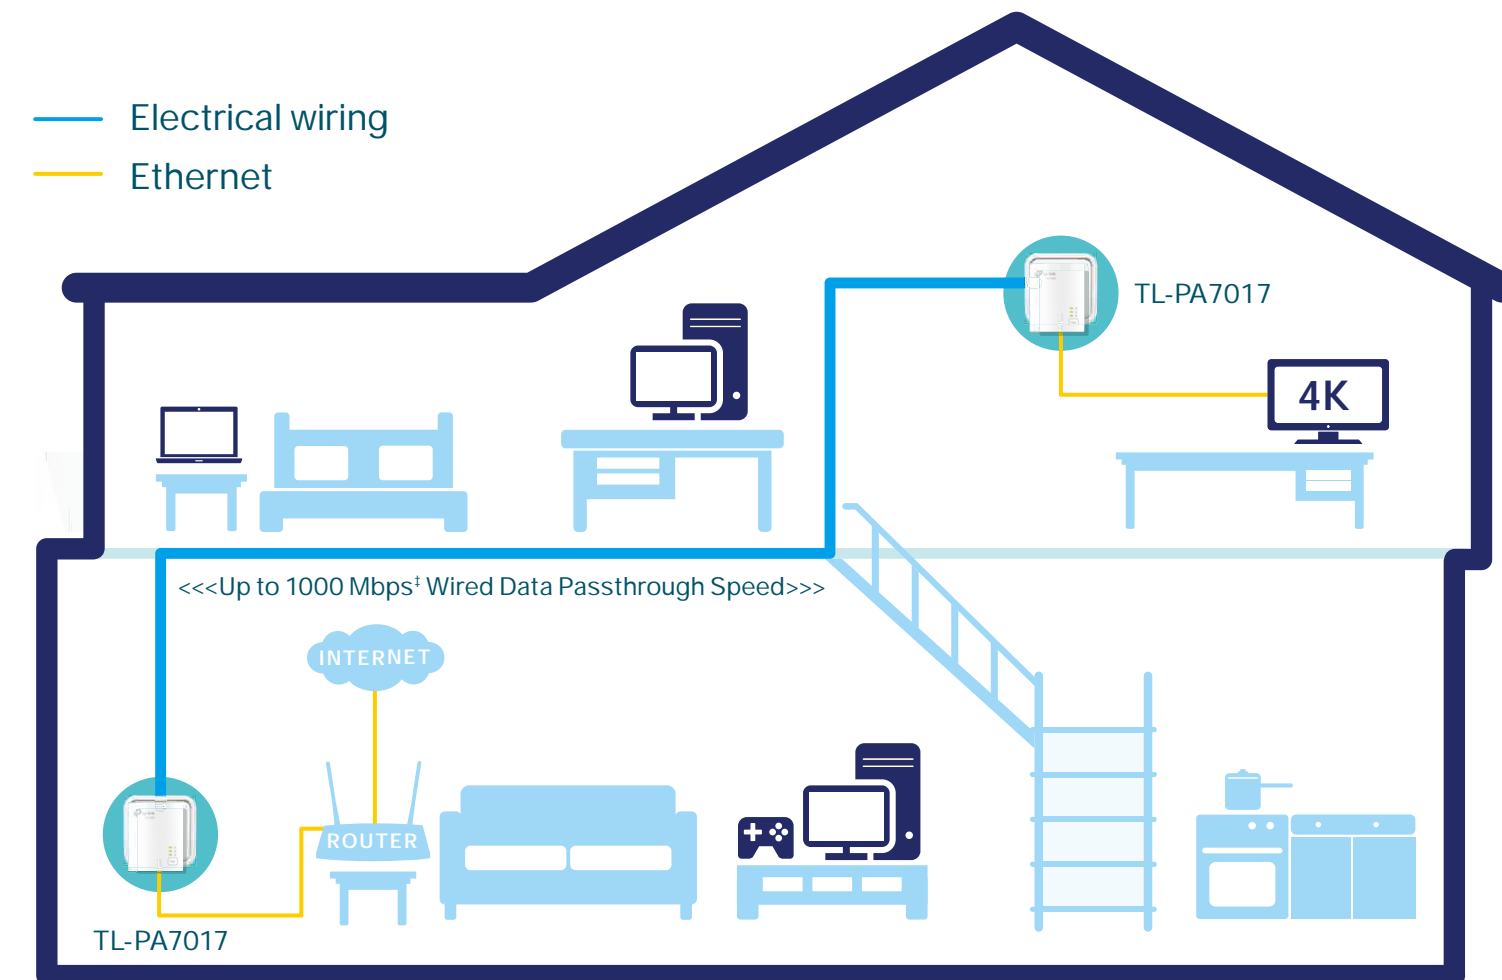 Electrical wiring
Ethernet
TL-PA7017
4K
<<<Up to 1000 Mbps‡ Wired Data Passthrough Speed>>>
INTERNET
ROUTER
TL-PA7017